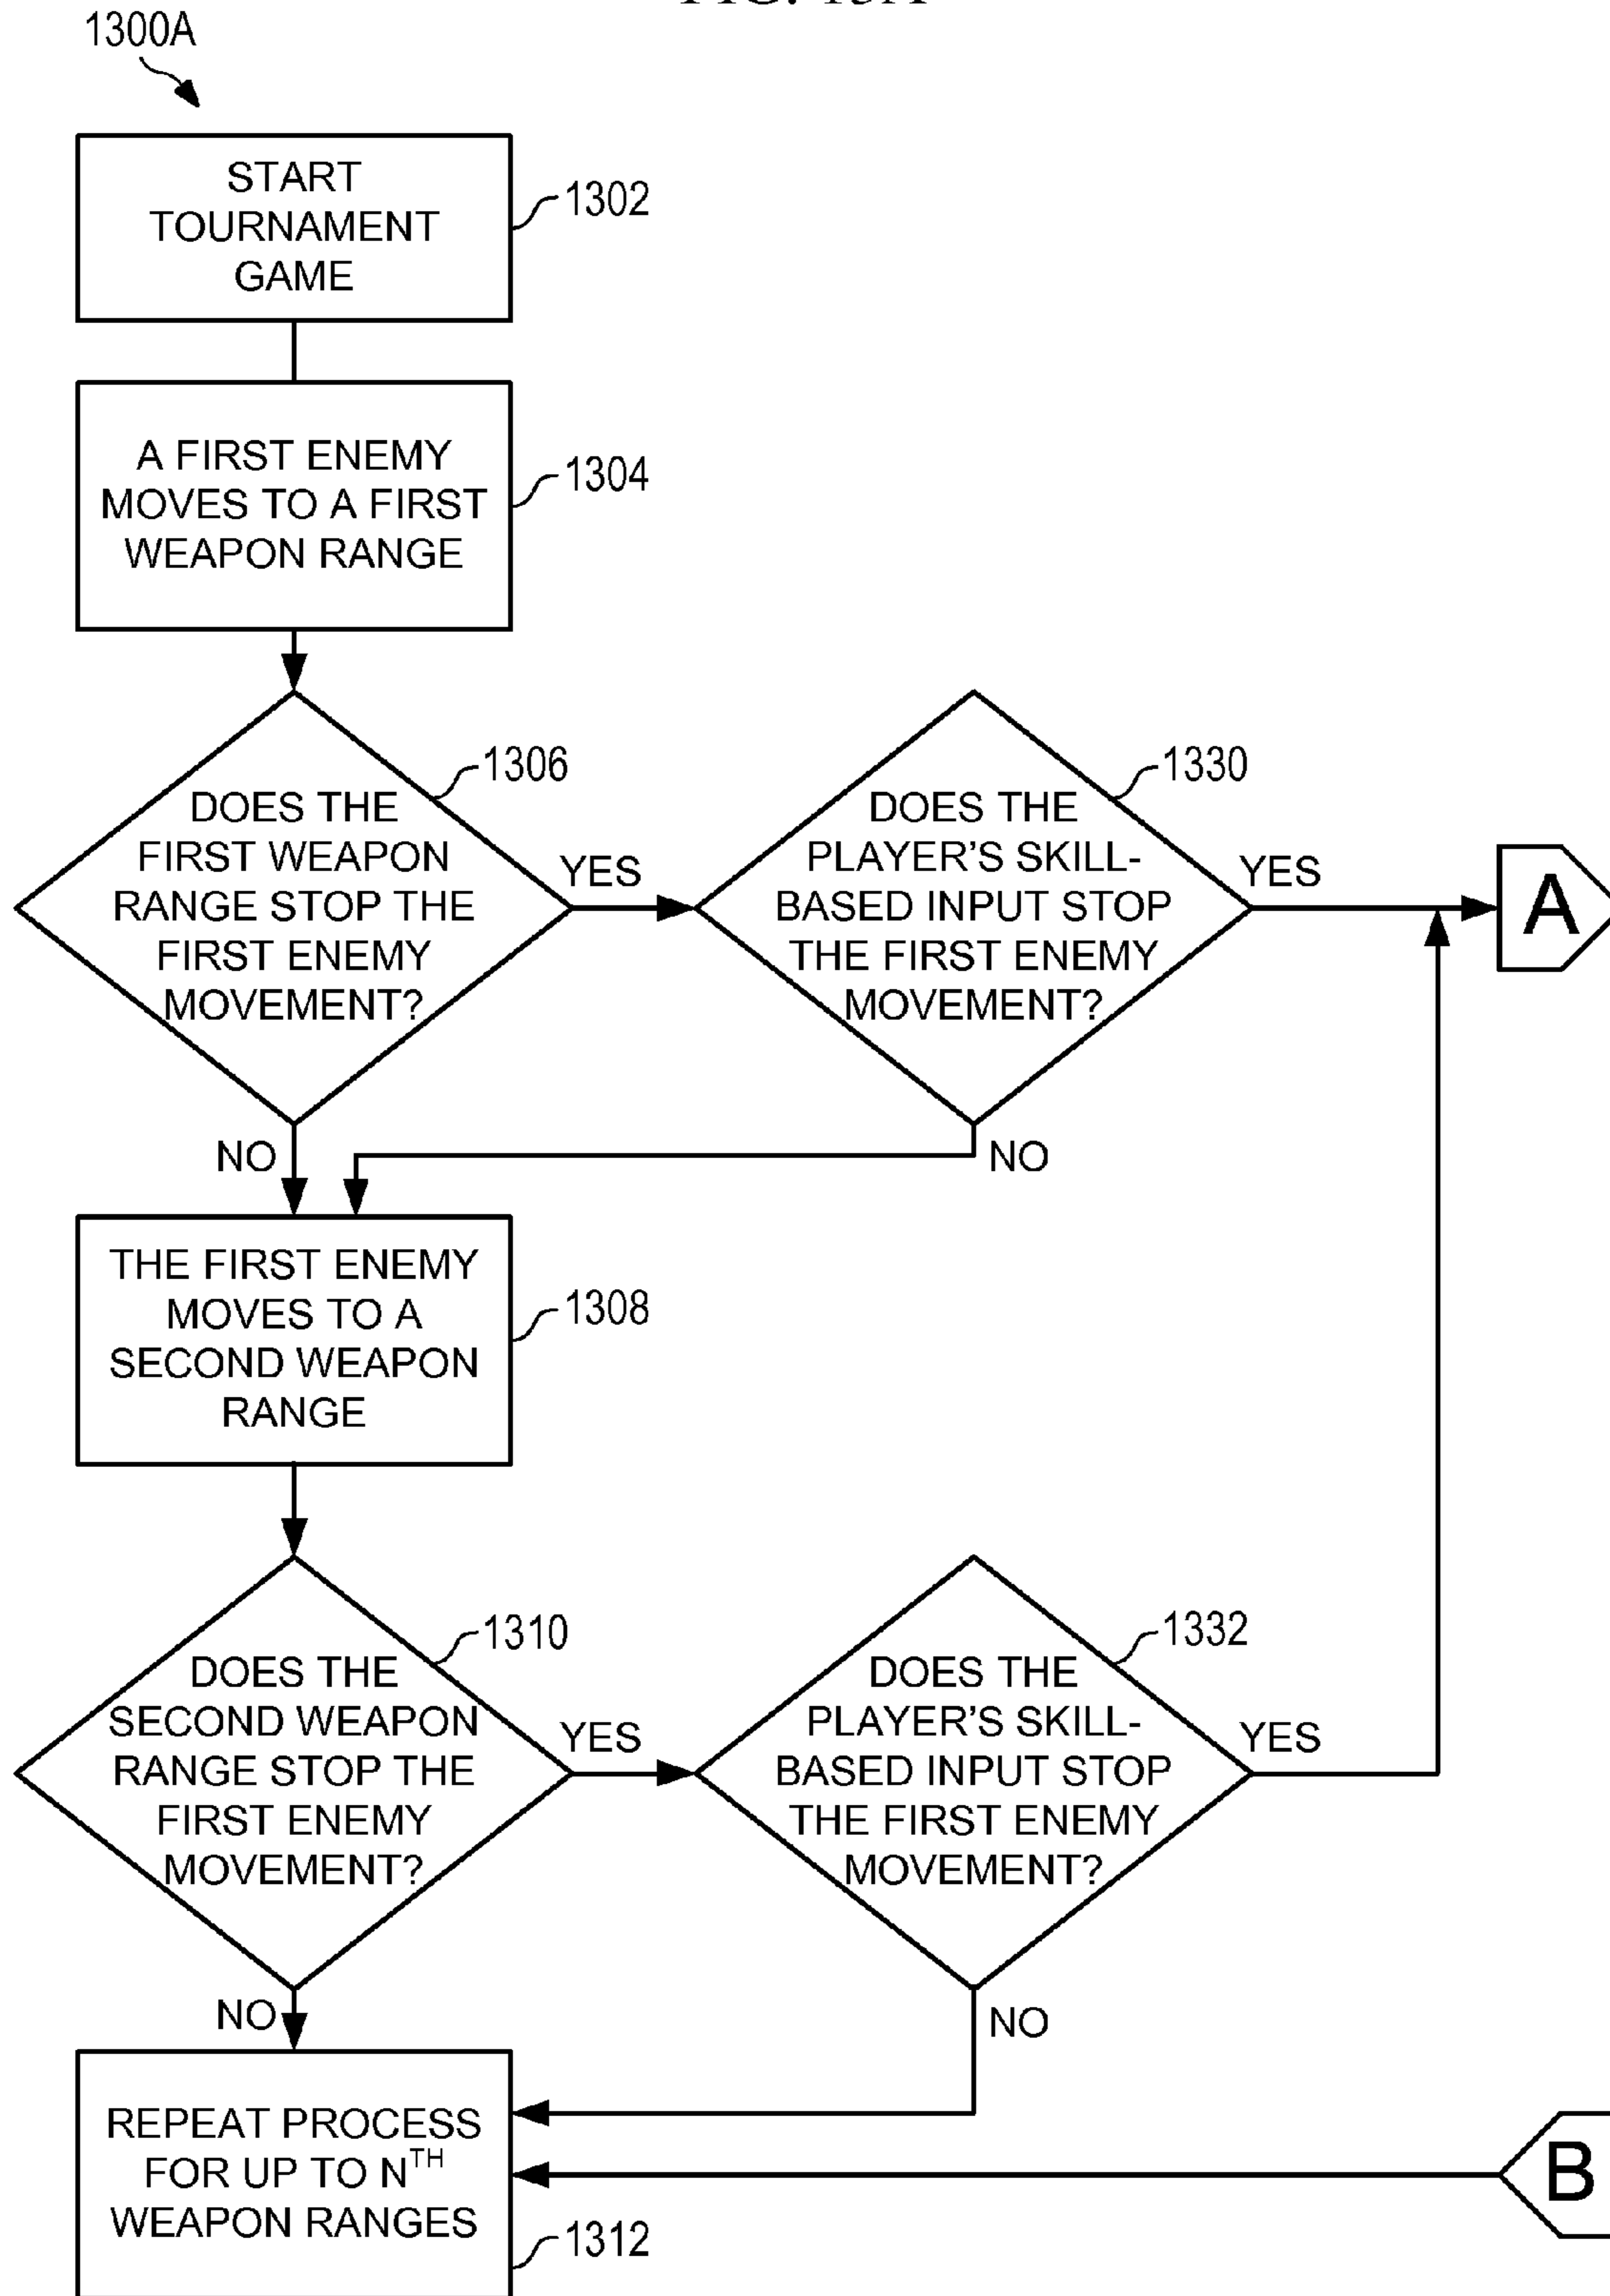 1300A
START
TOURNAMENT
GAME
1302
A FIRST ENEMY
MOVES TO A FIRST
WEAPON RANGE
1304
DOES THE
FIRST WEAPON
RANGE STOP THE
FIRST ENEMY
MOVEMENT?
1306
YES
NO
DOES THE
PLAYER'S SKILL-
BASED INPUT STOP
THE FIRST ENEMY
MOVEMENT?
1330
YES
NO
A
THE FIRST ENEMY
MOVES TO A
SECOND WEAPON
RANGE
1308
DOES THE
SECOND WEAPON
RANGE STOP THE
FIRST ENEMY
MOVEMENT?
1310
YES
NO
DOES THE
PLAYER'S SKILL-
BASED INPUT STOP
THE FIRST ENEMY
MOVEMENT?
1332
YES
NO
REPEAT PROCESS
FOR UP TO NTH
WEAPON RANGES
1312
B